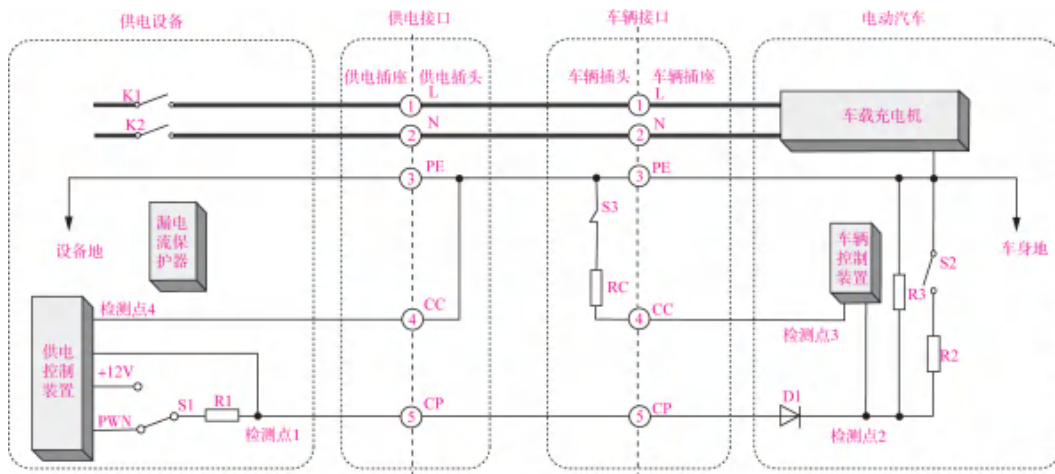 供电设备
供电接口
车辆接口
电动汽车
供电插座
供电插头
车辆插头
车辆插座
K1
1
L
1
L
车载充电机
K2
2
N
2
N
3
PE
3
PE
S3
漏电
流保
护器
设备地
车辆
控制
装置
S2
车身地
RC
R3
检测点4
4
CC
4
CC
检测点3
供电
控制
装置
R2
+12V
S1
R1
PWN
检测点1
5
CP
5
CP
D1
检测点2